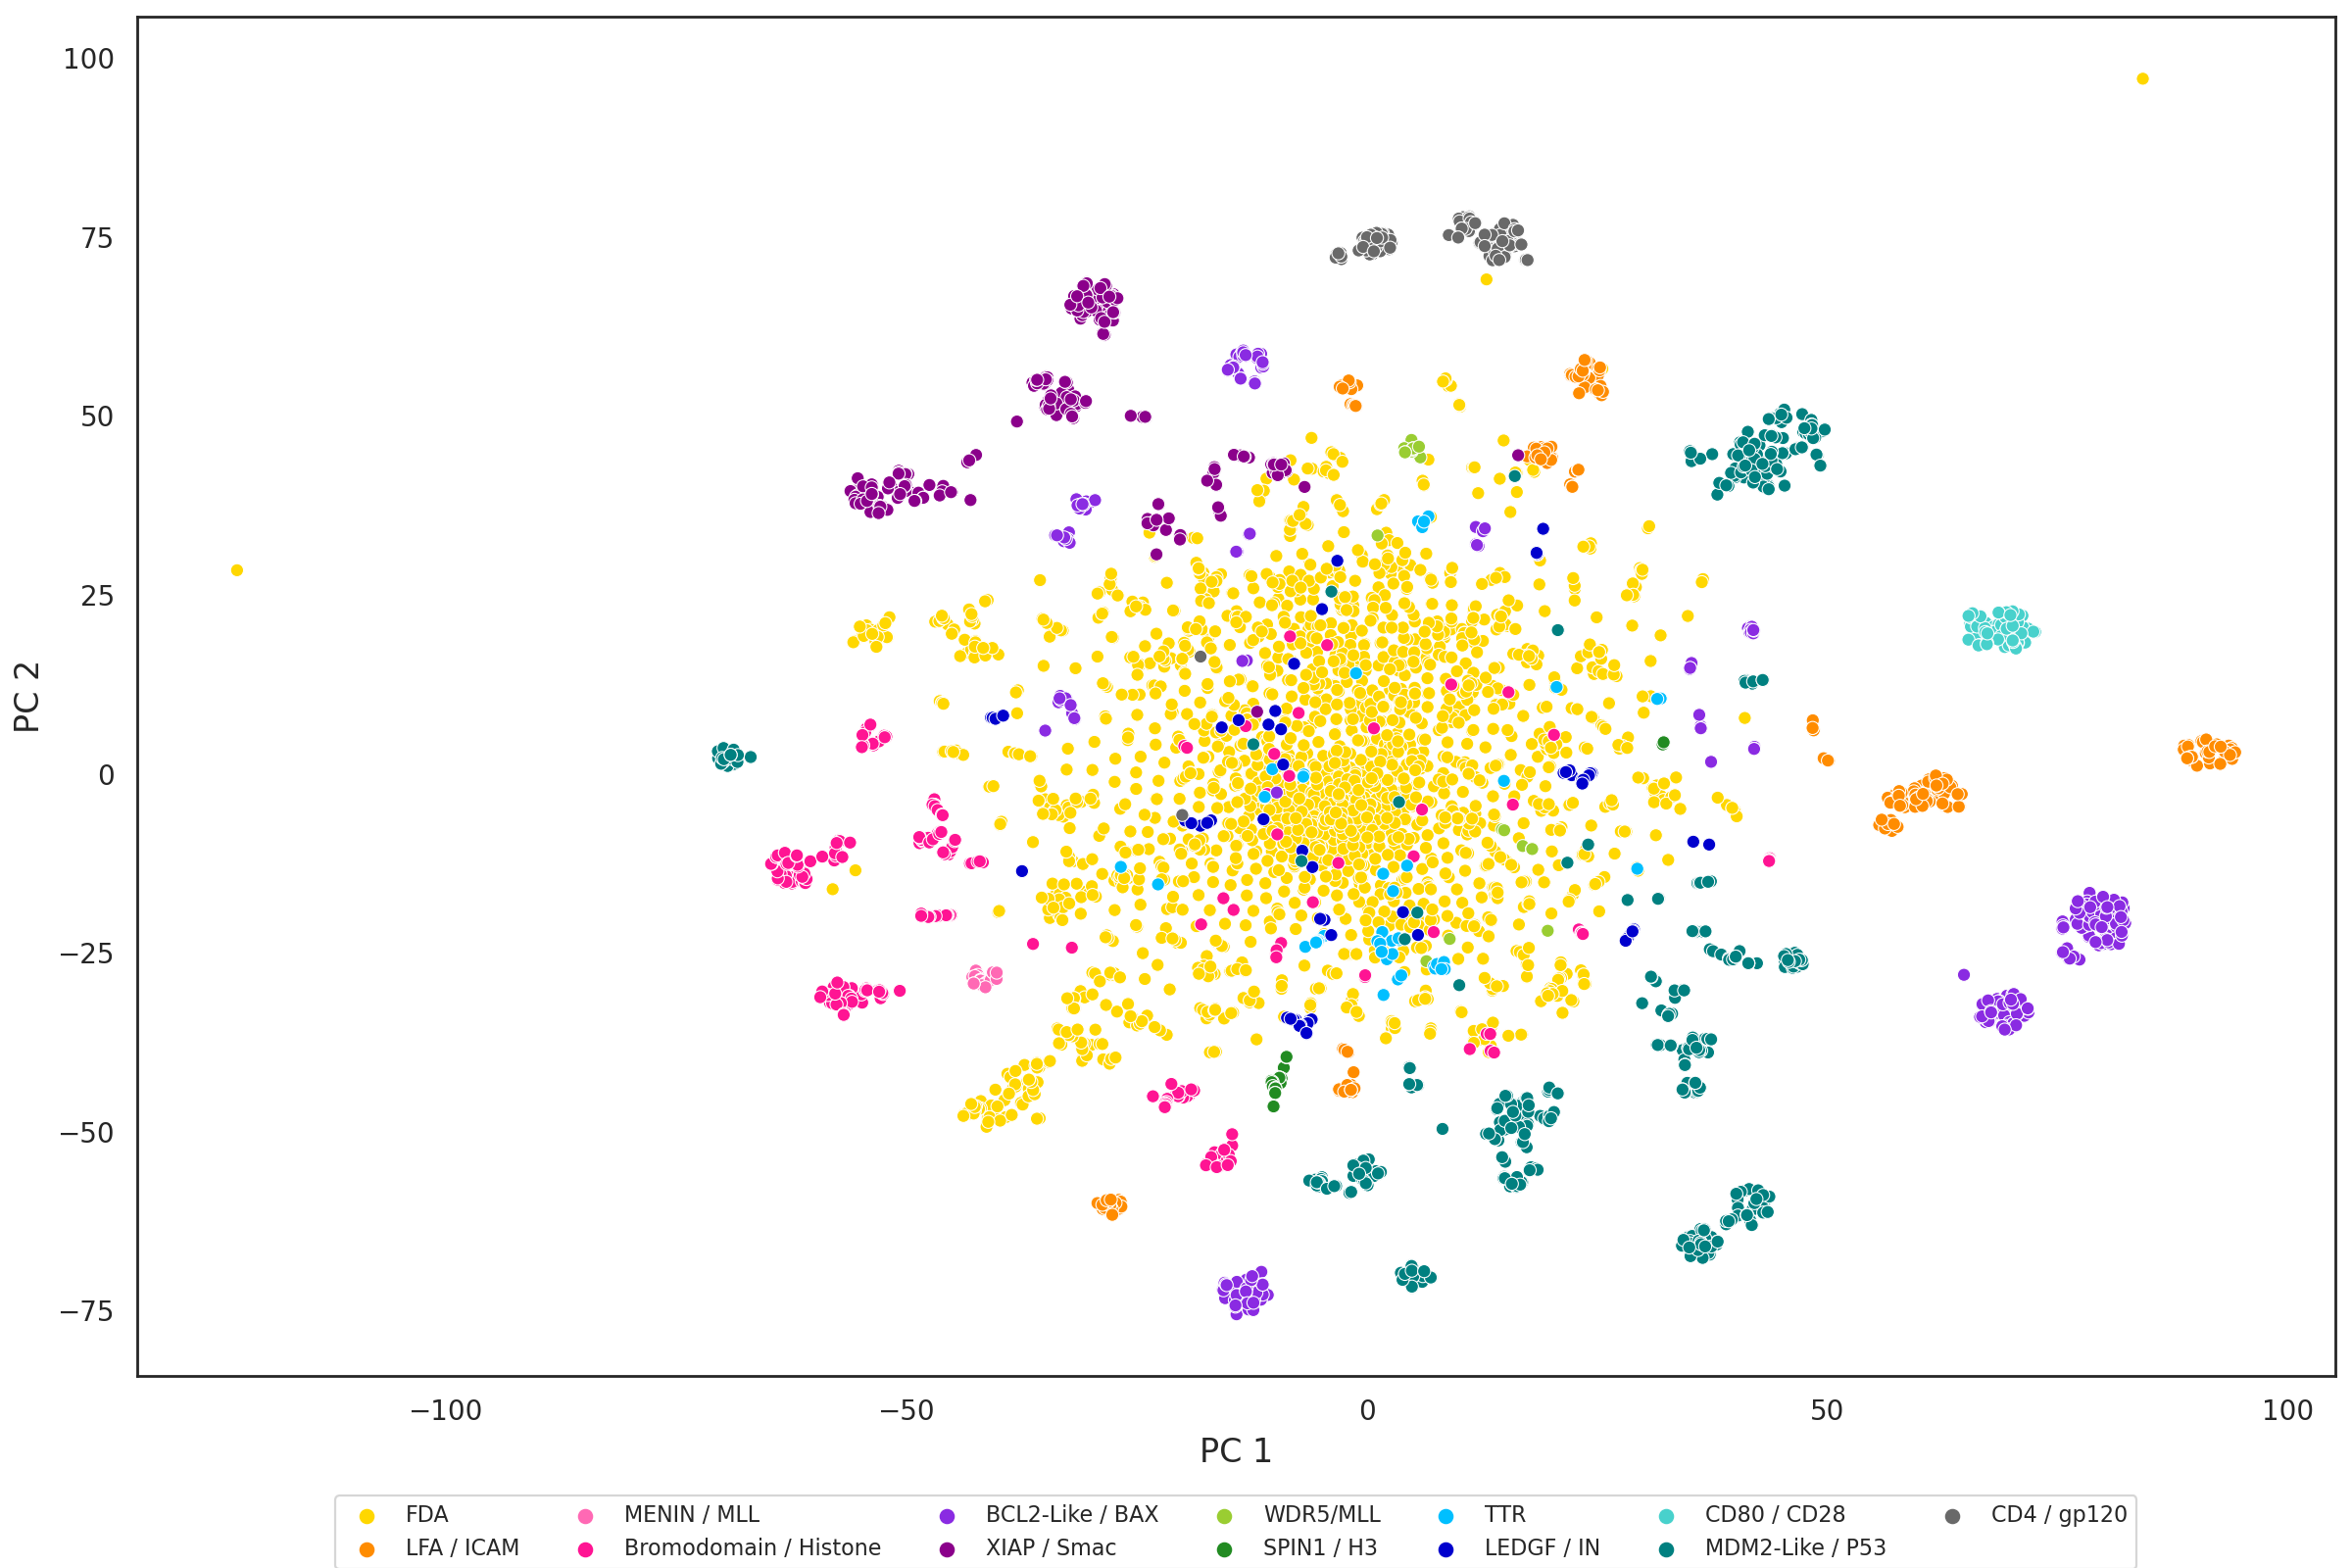 100
75
50
25
0
−25
−50
−75
PC 2
−100 −50 0 50 100
PC 1
FDA MENIN / MLL BCL2-Like / BAX WDR5/MLL TTR CD80 / CD28 CD4 / gp120
LFA / ICAM Bromodomain / Histone XIAP / Smac SPIN1 / H3 LEDGF / IN MDM2-Like / P53